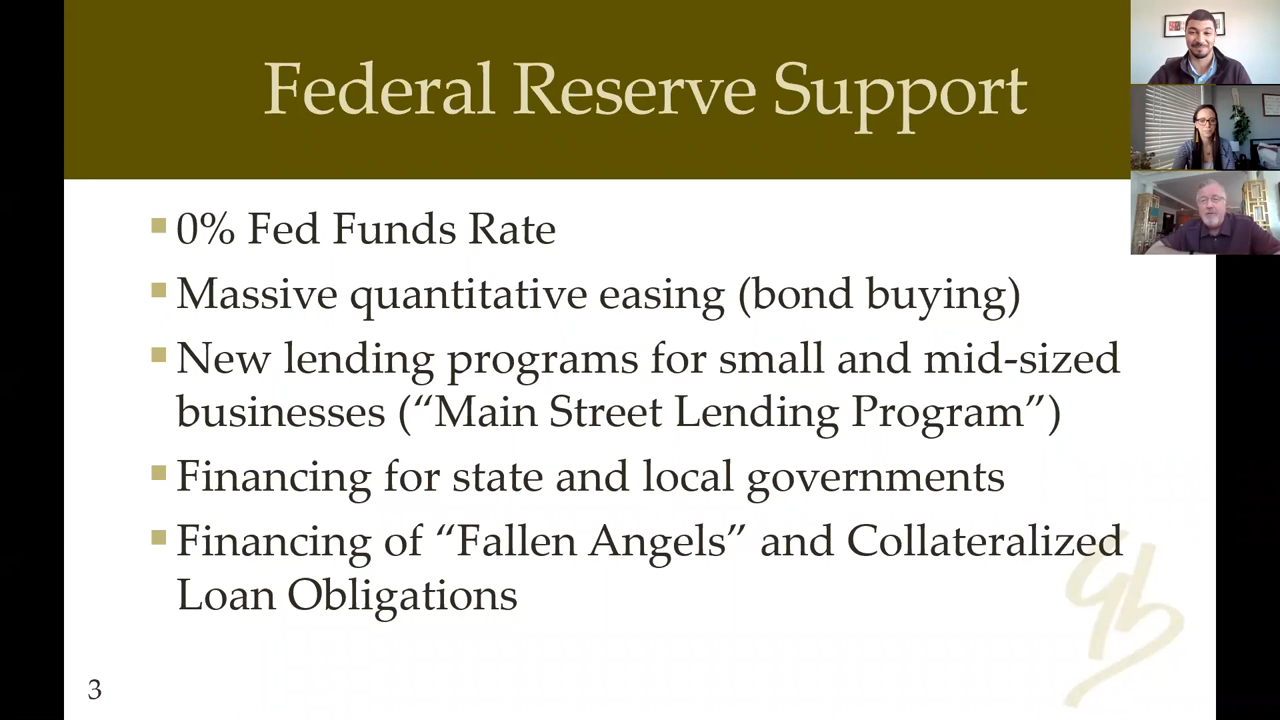 Federal Reserve Support
0% Fed Funds Rate
Massive quantitative easing (bond buying)
New lending programs for small and mid-sized
businesses (“Main Street Lending Program”)
Financing for state and local governments
Financing of “Fallen Angels” and Collateralized
Loan Obligations
3